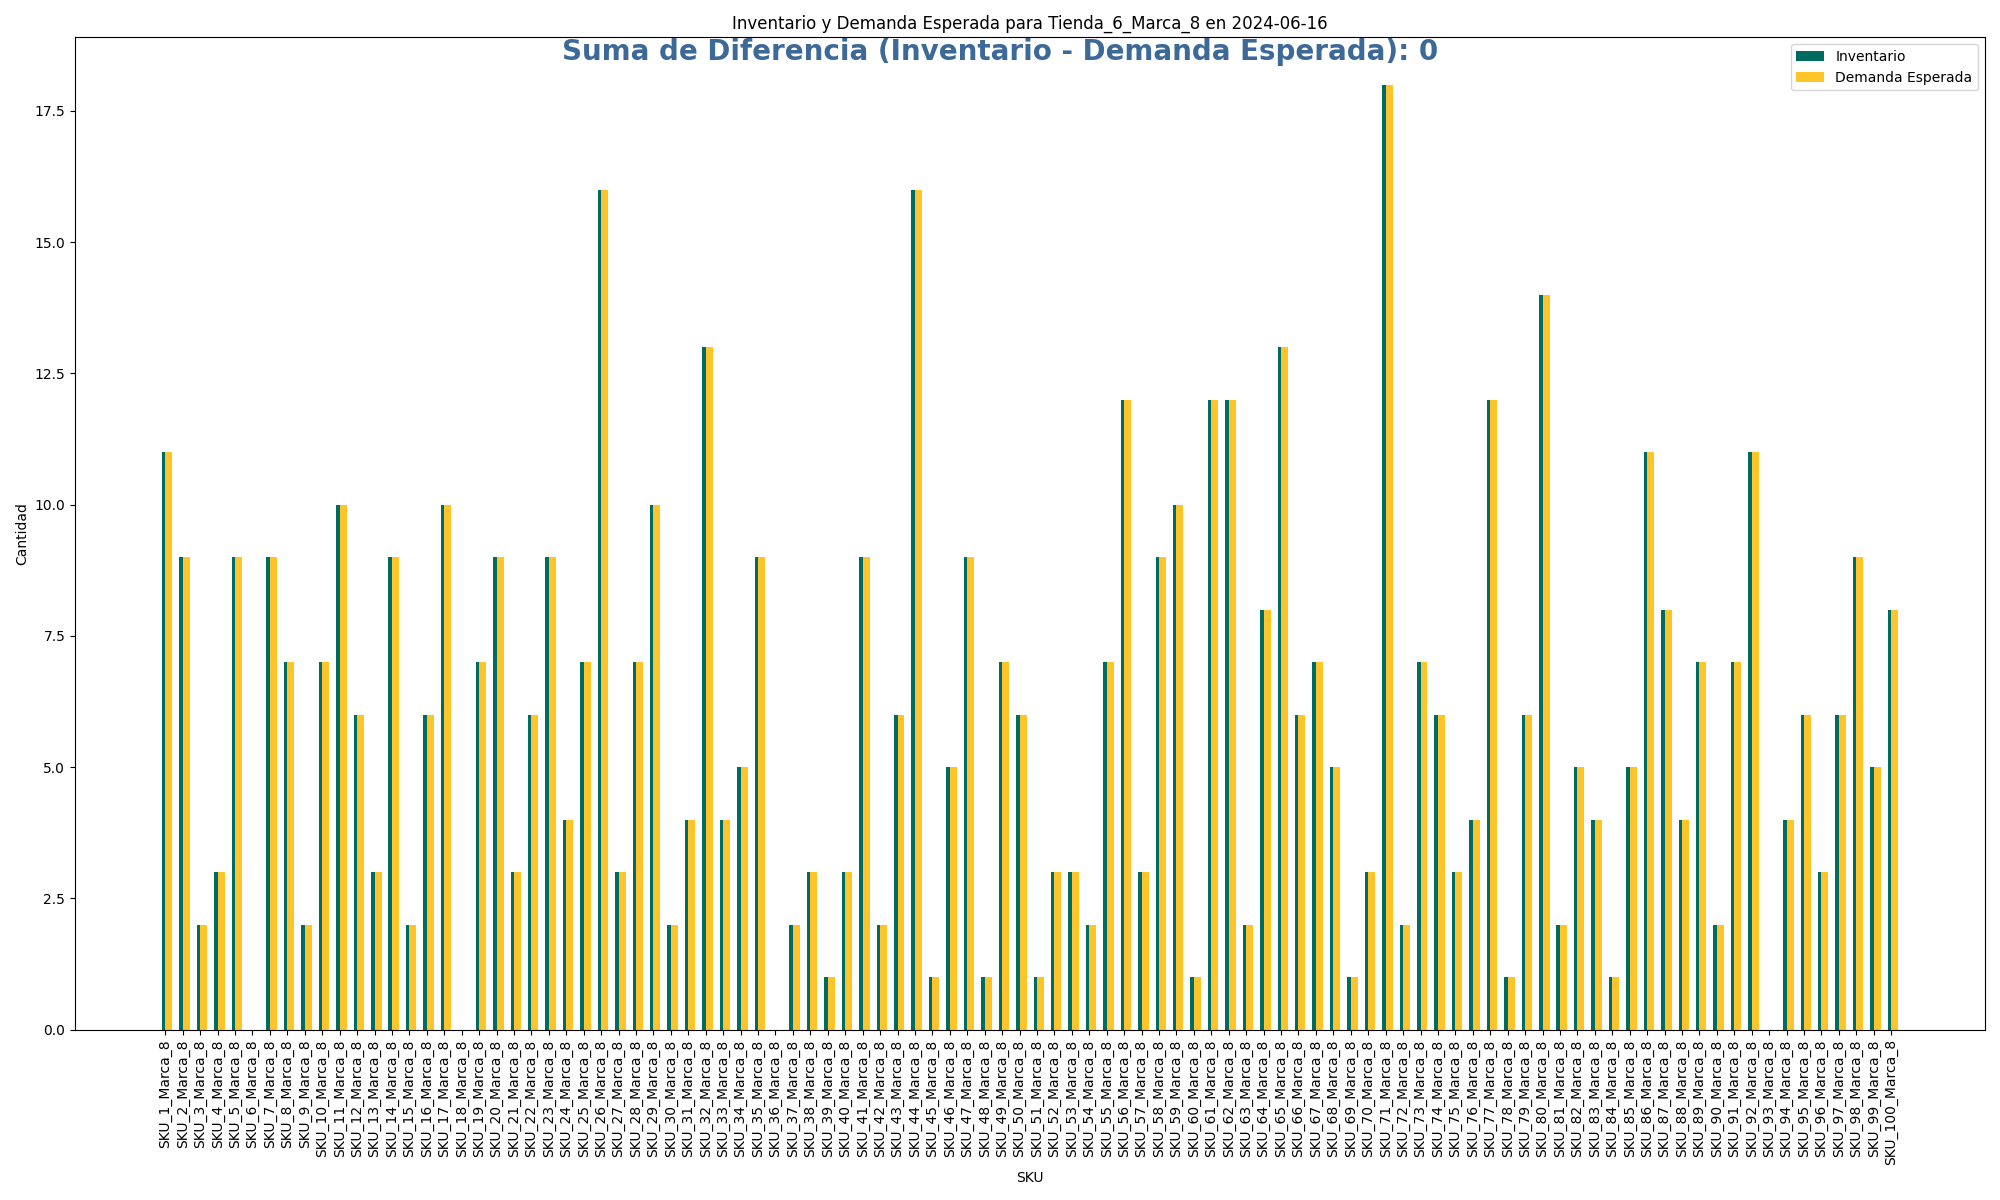 Inventario y Demanda Esperada para Tienda_6_Marca_8 en 2024-06-16
Suma de Diferencia (Inventario - Demanda Esperada): 0
Inventario
Demanda Esperada
17.5
15.0
12.5
10.0
7.5
5.0
2.5
0.0
Cantidad
SKU_1_Marca_8
SKU_2_Marca_8
SKU_3_Marca_8
SKU_4_Marca_8
SKU_5_Marca_8
SKU_6_Marca_8
SKU_7_Marca_8
SKU_8_Marca_8
SKU_9_Marca_8
SKU_10_Marca_8
SKU_11_Marca_8
SKU_12_Marca_8
SKU_13_Marca_8
SKU_14_Marca_8
SKU_15_Marca_8
SKU_16_Marca_8
SKU_17_Marca_8
SKU_18_Marca_8
SKU_19_Marca_8
SKU_20_Marca_8
SKU_21_Marca_8
SKU_22_Marca_8
SKU_23_Marca_8
SKU_24_Marca_8
SKU_25_Marca_8
SKU_26_Marca_8
SKU_27_Marca_8
SKU_28_Marca_8
SKU_29_Marca_8
SKU_30_Marca_8
SKU_31_Marca_8
SKU_32_Marca_8
SKU_33_Marca_8
SKU_34_Marca_8
SKU_35_Marca_8
SKU_36_Marca_8
SKU_37_Marca_8
SKU_38_Marca_8
SKU_39_Marca_8
SKU_40_Marca_8
SKU_41_Marca_8
SKU_42_Marca_8
SKU_43_Marca_8
SKU_44_Marca_8
SKU_45_Marca_8
SKU_46_Marca_8
SKU_47_Marca_8
SKU_48_Marca_8
SKU_49_Marca_8
SKU_50_Marca_8
SKU_51_Marca_8
SKU_52_Marca_8
SKU_53_Marca_8
SKU_54_Marca_8
SKU_55_Marca_8
SKU_56_Marca_8
SKU_57_Marca_8
SKU_58_Marca_8
SKU_59_Marca_8
SKU_60_Marca_8
SKU_61_Marca_8
SKU_62_Marca_8
SKU_63_Marca_8
SKU_64_Marca_8
SKU_65_Marca_8
SKU_66_Marca_8
SKU_67_Marca_8
SKU_68_Marca_8
SKU_69_Marca_8
SKU_70_Marca_8
SKU_71_Marca_8
SKU_72_Marca_8
SKU_73_Marca_8
SKU_74_Marca_8
SKU_75_Marca_8
SKU_76_Marca_8
SKU_77_Marca_8
SKU_78_Marca_8
SKU_79_Marca_8
SKU_80_Marca_8
SKU_81_Marca_8
SKU_82_Marca_8
SKU_83_Marca_8
SKU_84_Marca_8
SKU_85_Marca_8
SKU_86_Marca_8
SKU_87_Marca_8
SKU_88_Marca_8
SKU_89_Marca_8
SKU_90_Marca_8
SKU_91_Marca_8
SKU_92_Marca_8
SKU_93_Marca_8
SKU_94_Marca_8
SKU_95_Marca_8
SKU_96_Marca_8
SKU_97_Marca_8
SKU_98_Marca_8
SKU_99_Marca_8
SKU_100_Marca_8
SKU